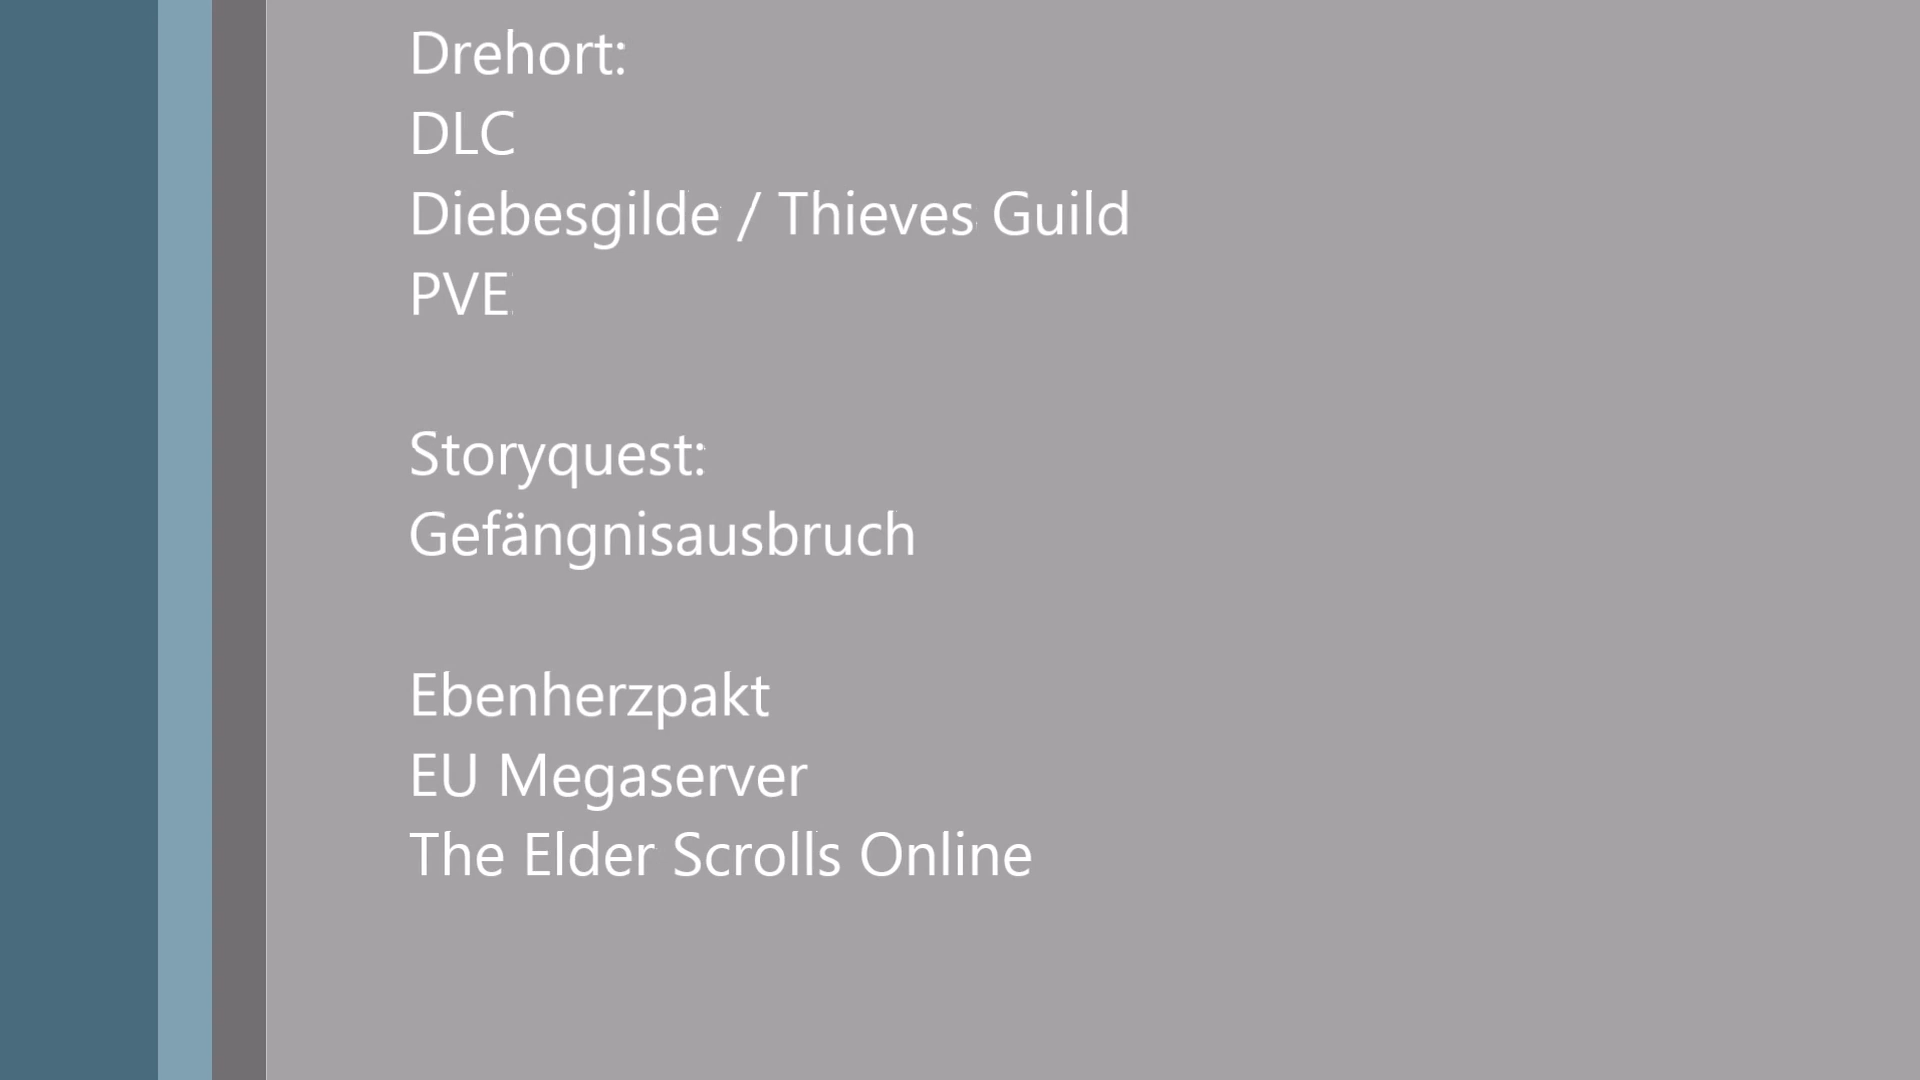 Drehort:
DLC
Diebesgilde / Thieves Guild
PVE
Storyquest:
Gefängnisausbruch
Ebenherzpakt
EU Megaserver
The Elder Scrolls Online